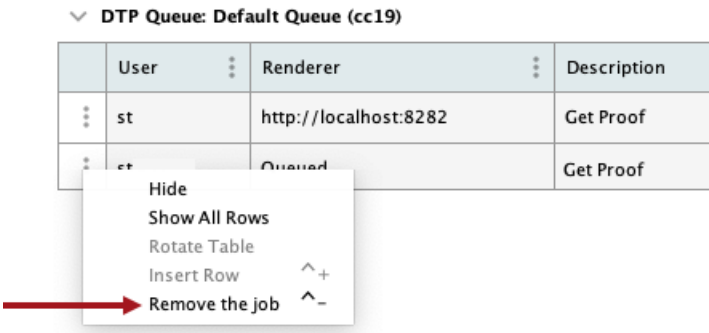 DTP Queue: Default Queue (cc19)
User Renderer Description
st http://localhost:8282 Get Proof
st Queued Get Proof
Hide
Show All Rows
Rotate Table
Insert Row ^+
Remove the job ^-